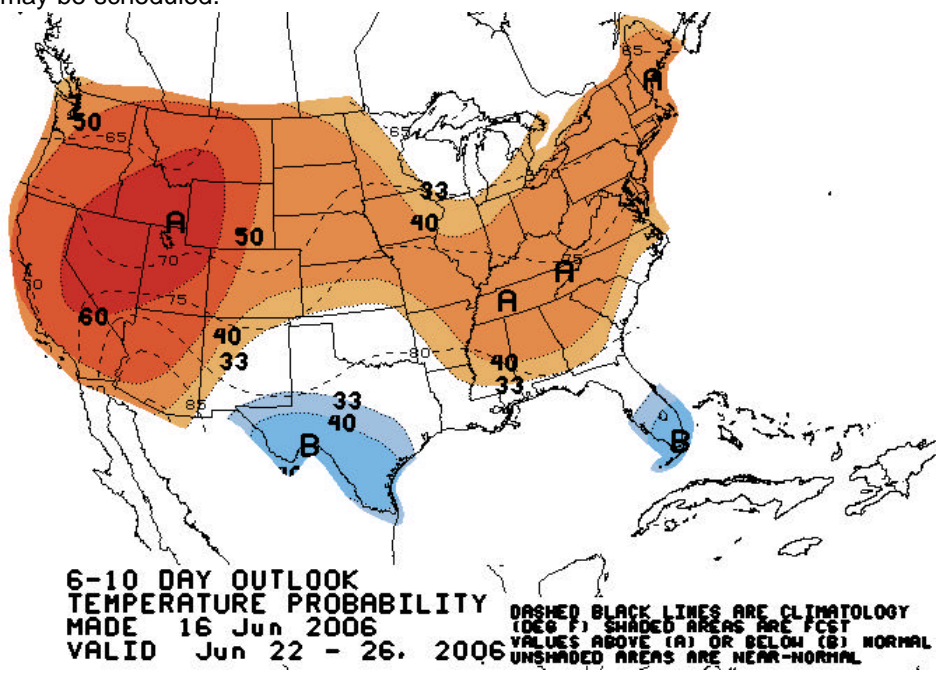 may be scheduled.
65
A
50
65
65
70
33
A
40
50
70
75
A
75
50
A
60
40
80
40
33
33
85
33
40
B
B
6-10 DAY OUTLOOK
TEMPERATURE PROBABILITY
MADE 16 Jun 2006
VALID Jun 22 - 26, 2006
DASHED BLACK LINES ARE CLIMATOLOGY
(DEG F) SHADED AREAS ARE FCST
VALUES ABOVE (A) OR BELOW (B) NORMAL
UNSHADED AREAS ARE NEAR-NORMAL